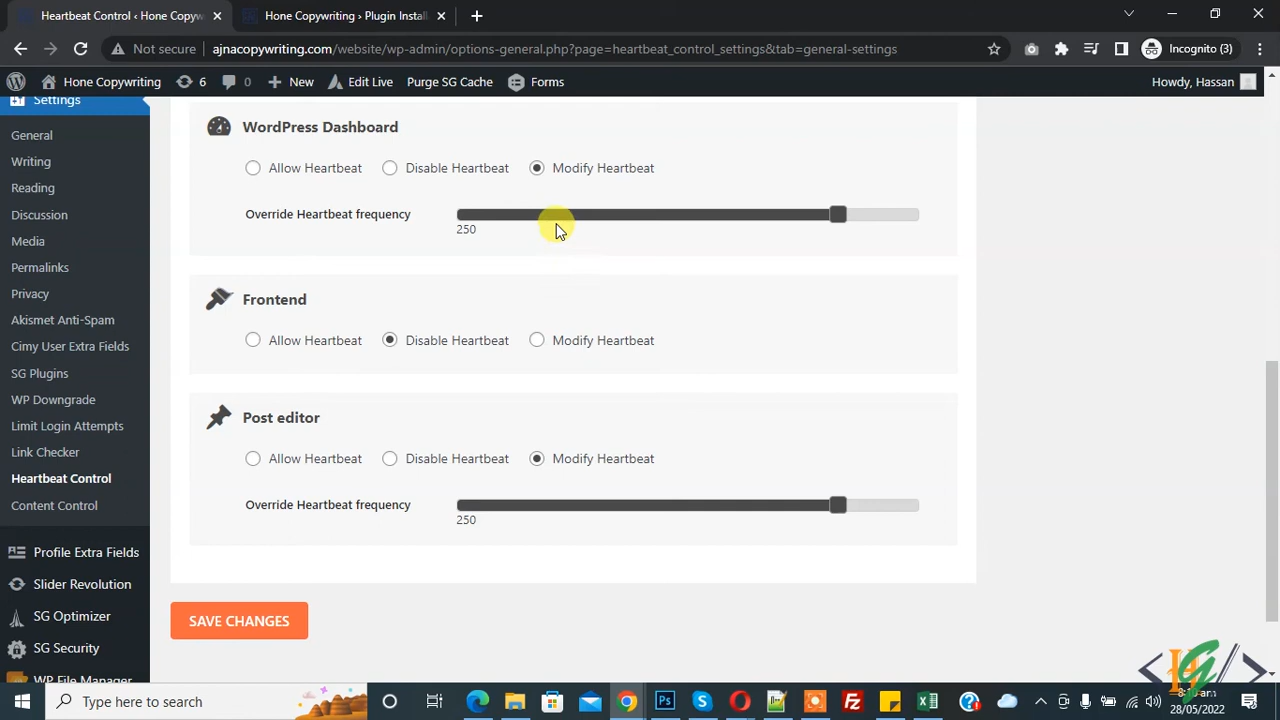 Heartbeat Control ‹ Hone Copyw
Hone Copywriting › Plugin Install
Not secure
ajnacopywriting.com/website/wp-admin/options-general.php?page=heartbeat_control_settings&tab=general-settings
Incognito (3)
Hone Copywriting
6
0
New
Edit Live
Purge SG Cache
Forms
Howdy, Hassan
Settings
General
Writing
Reading
Discussion
Media
Permalinks
Privacy
Akismet Anti-Spam
Cimy User Extra Fields
SG Plugins
WP Downgrade
Limit Login Attempts
Link Checker
Heartbeat Control
Content Control
Profile Extra Fields
Slider Revolution
SG Optimizer
SG Security
WP File Manager
WordPress Dashboard
Allow Heartbeat
Disable Heartbeat
Modify Heartbeat
Override Heartbeat frequency
250
Frontend
Allow Heartbeat
Disable Heartbeat
Modify Heartbeat
Post editor
Allow Heartbeat
Disable Heartbeat
Modify Heartbeat
Override Heartbeat frequency
250
SAVE CHANGES
Type here to search
28/05/2022